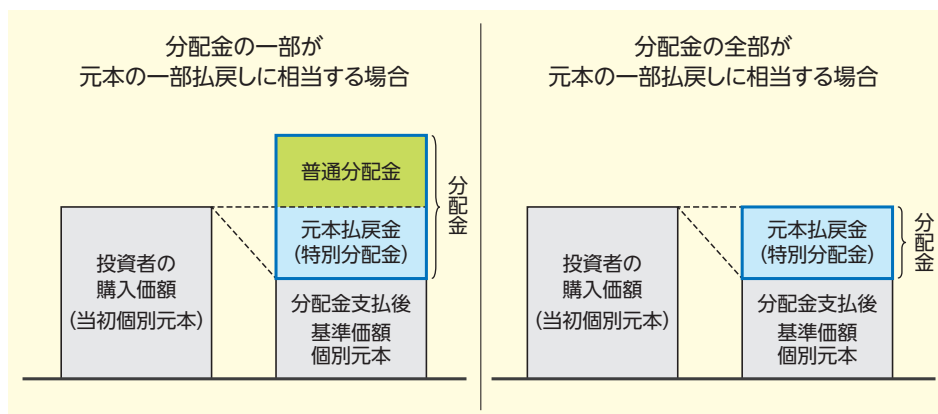 分配金の一部が
元本の一部払戻しに相当する場合
普通分配金
元本払戻金
(特別分配金)
分配金
投資者の
購入価額
(当初個別元本)
分配金支払後
基準価額
個別元本
分配金の全部が
元本の一部払戻しに相当する場合
元本払戻金
(特別分配金)
分配金
投資者の
購入価額
(当初個別元本)
分配金支払後
基準価額
個別元本